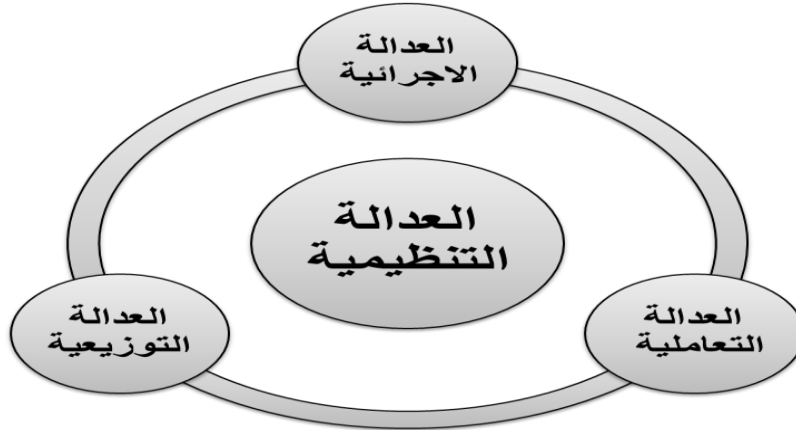 العدالة
الاجرائية
العدالة
التنظيمية
العدالة
التعاملية
العدالة
التوزيعية